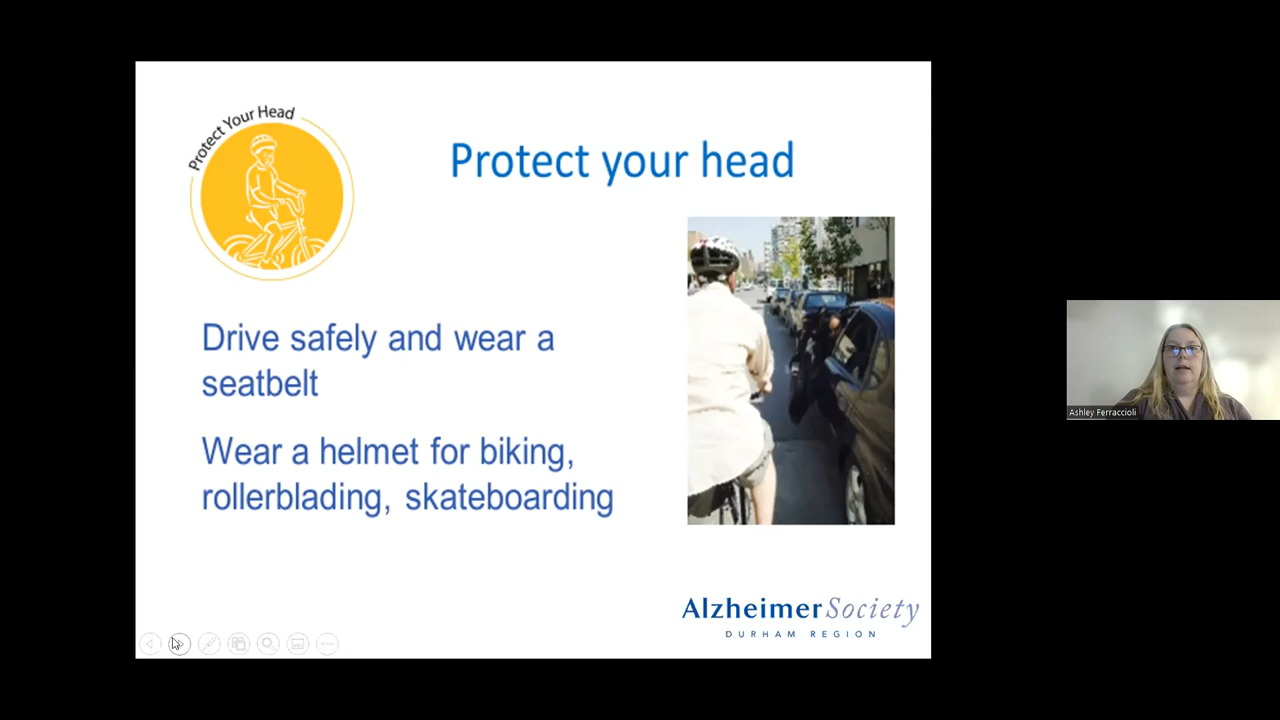 Protect Your Head
Protect your head
Drive safely and wear a
seatbelt
Wear a helmet for biking,
rollerblading, skateboarding
Ashley Ferraccioli
Alzheimer Society
DURHAM REGION